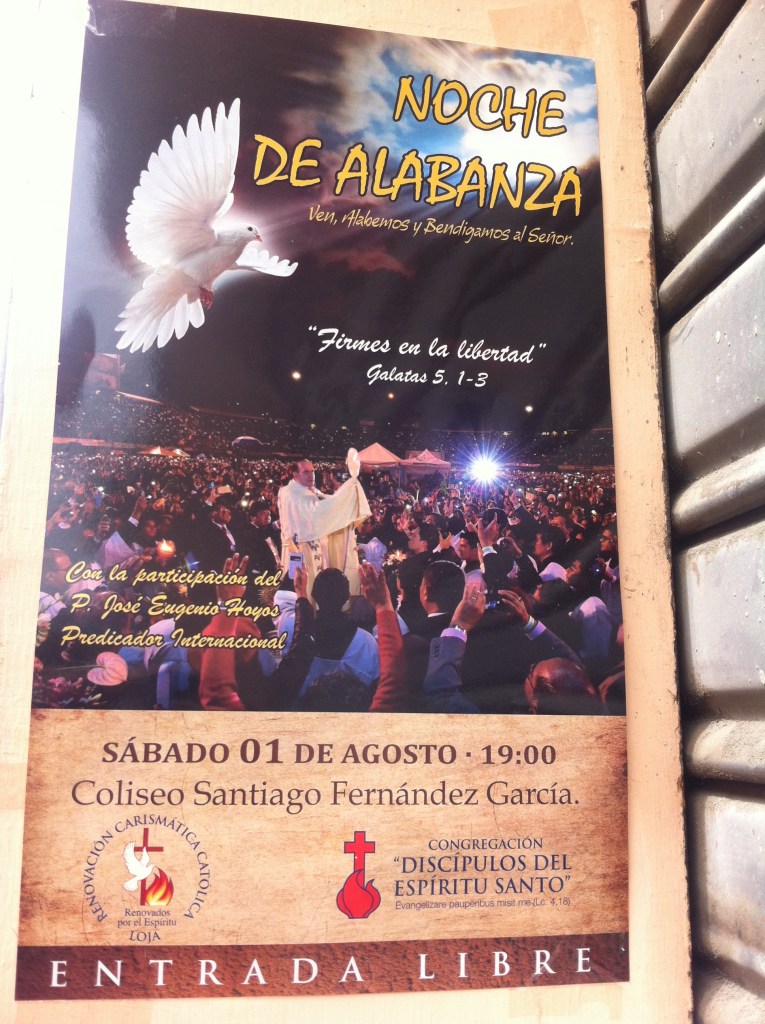 NOCHE
DE ALABANZA
Ven, Alabemos y Bendigamos al Señor.
"Firmes en la libertad"
Galatas 5, 1-3
Con la participación del
P. José Eugenio Hoyos
Predicador Internacional
SÁBADO 01 DE AGOSTO · 19:00
Coliseo Santiago Fernández García.
RENOVACIÓN CARISMÁTICA CATÓLICA
Renovados
por el Espíritu
LOJA
CONGREGACIÓN
"DISCÍPULOS DEL
ESPÍRITU SANTO"
Evangelizare pauperibus misit me (Lc. 4,18)
ENTRADA LIBRE